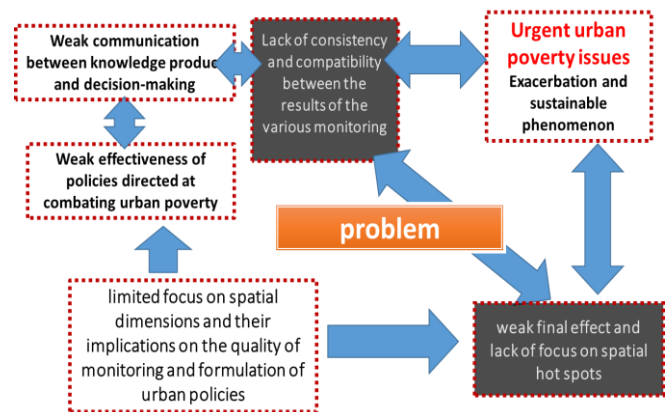 Weak communication
between knowledge produc
and decision-making
Lack of consistency
and compatibility
between the
results of the
various monitoring
Urgent urban
poverty issues
Exacerbation and
sustainable
phenomenon
Weak effectiveness of
policies directed at
combating urban poverty
problem
limited focus on spatial
dimensions and their
implications on the quality of
monitoring and formulation of
urban policies
weak final effect and
lack of focus on spatial
hot spots